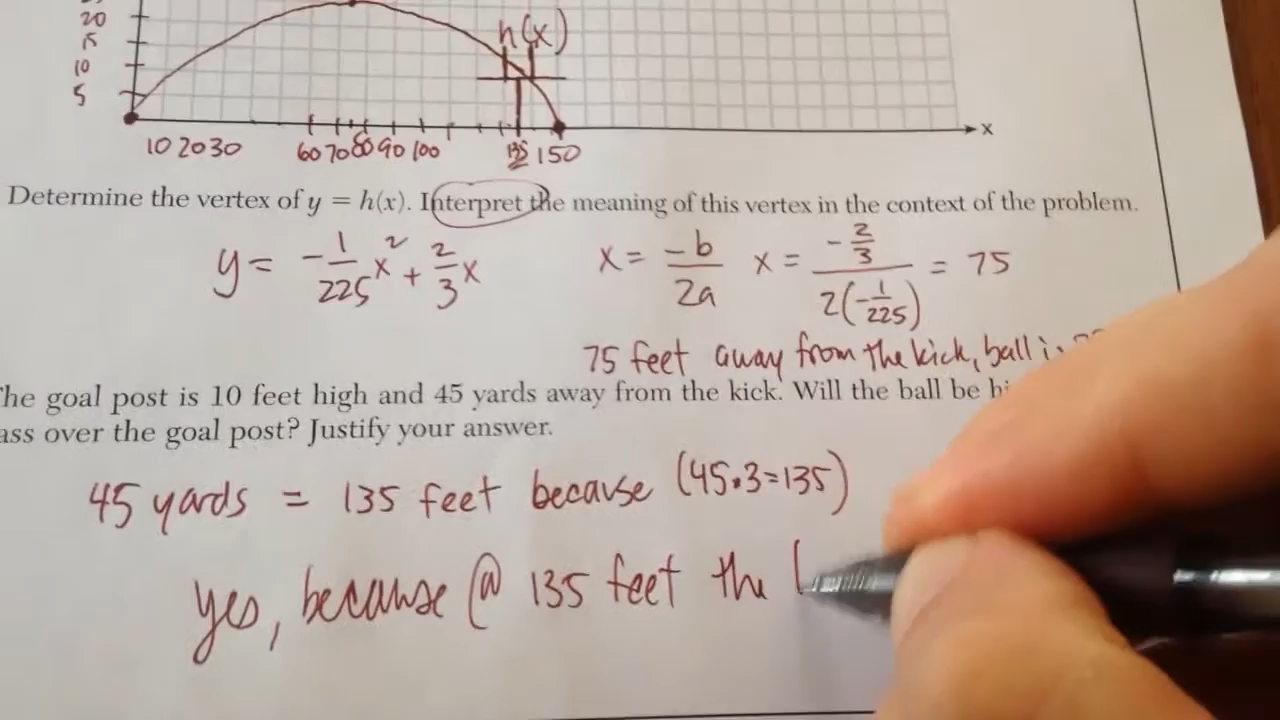 20
15
10
5
h(x)
x
10 20 30 60 70 80 90 100 135 150
Determine the vertex of y = h(x). Interpret the meaning of this vertex in the context of the problem.
y = -1/225 x² + 2/3 x x = -b/2a x = -2/3 / 2(-1/225) = 75
75 feet away from the kick, ball
he goal post is 10 feet high and 45 yards away from the kick. Will the ball be hi
ass over the goal post? Justify your answer.
45 yards = 135 feet because (45·3=135)
yes, because @ 135 feet the